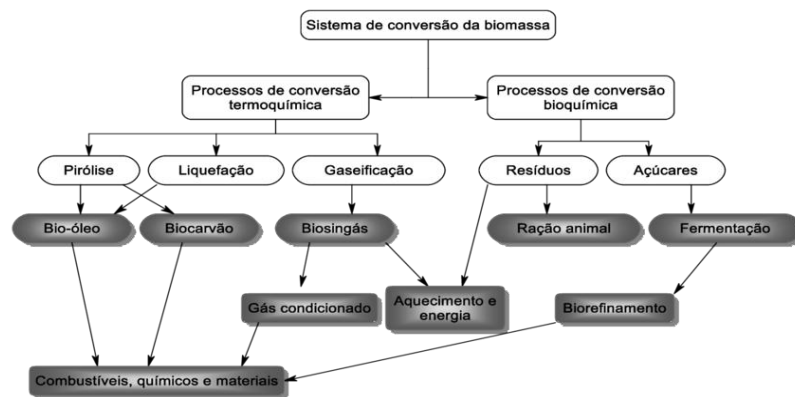 Sistema de conversão da biomassa
Processos de conversão
termoquímica
Processos de conversão
bioquímica
Pirólise
Liquefação
Gaseificação
Resíduos
Açúcares
Bio-óleo
Biocarvão
Biosingás
Ração animal
Fermentação
Gás condicionado
Aquecimento e
energia
Biorefinamento
Combustíveis, químicos e materiais